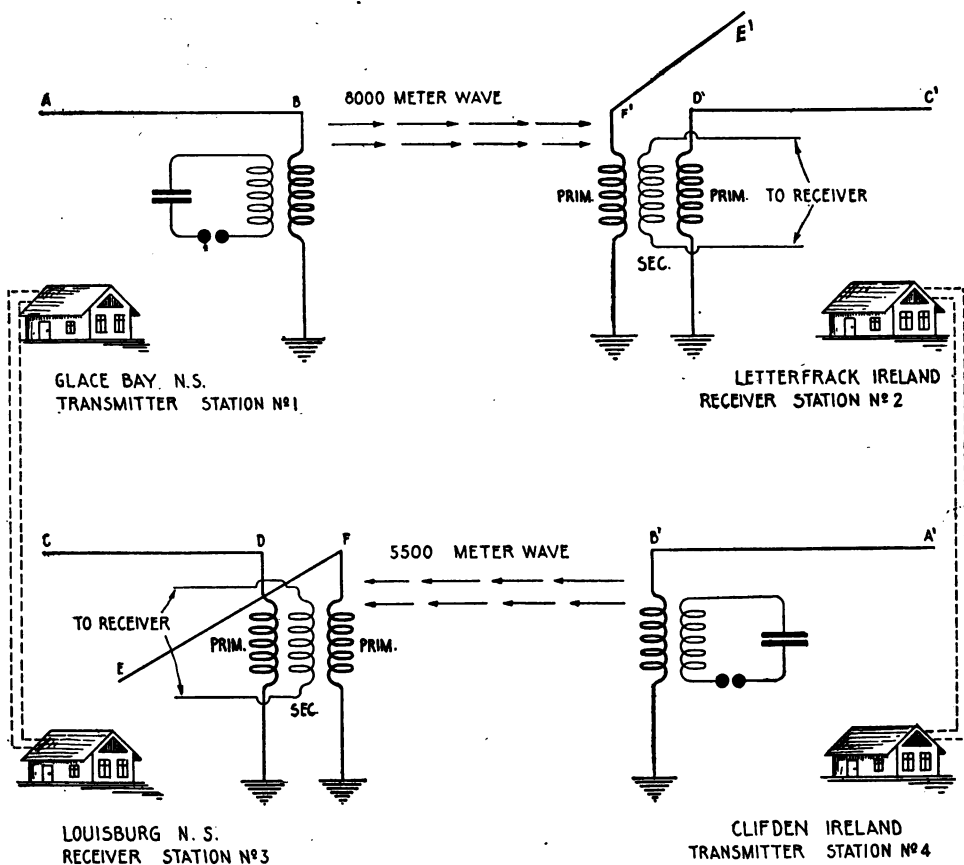 A
B
8000 METER WAVE
E'
F'
D'
C'
PRIM.
PRIM.
TO RECEIVER
SEC.
GLACE BAY. N.S.
TRANSMITTER STATION Nº1
LETTERFRACK IRELAND
RECEIVER STATION Nº2
C
D
F
5500 METER WAVE
B'
A'
TO RECEIVER
E
PRIM.
PRIM.
SEC.
LOUISBURG N.S.
RECEIVER STATION Nº3
CLIFDEN IRELAND
TRANSMITTER STATION Nº4